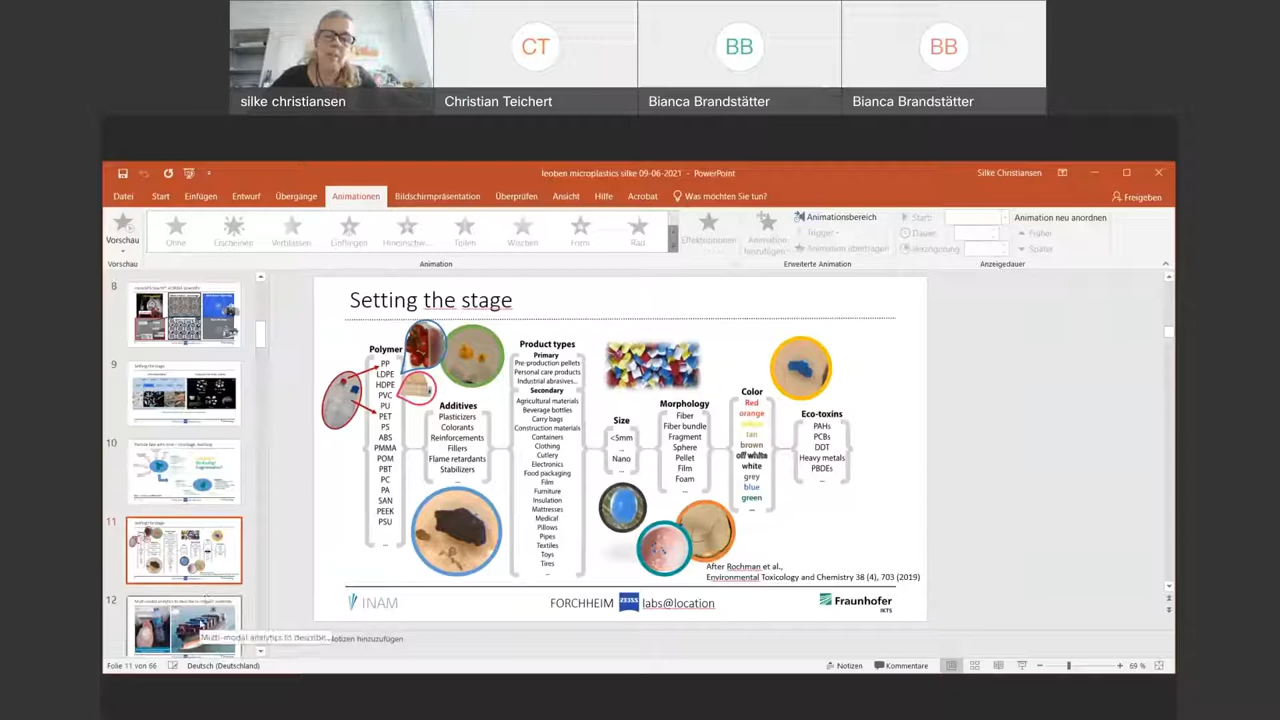 CT
BB
BB
silke christiansen
Christian Teichert
Bianca Brandstätter
Bianca Brandstätter
leoben microplastics silke 09-06-2021 - PowerPoint
Silke Christiansen
Datei
Start
Einfügen
Entwurf
Übergänge
Animationen
Bildschirmpräsentation
Überprüfen
Ansicht
Hilfe
Acrobat
Was möchten Sie tun?
Freigeben
Vorschau
Ohne
Erscheinen
Verblassen
Einfliegen
Hineinschw...
Teilen
Wischen
Form
Rad
Effektoptionen
Animation hinzufügen
Animationsbereich
Trigger
Animation übertragen
Start:
Dauer:
Verzögerung:
Animation neu anordnen
Früher
Später
Vorschau
Animation
Erweiterte Animation
Anzeigedauer
8
9
Setting the stage
10
11
Setting the stage
12
Multi-modal analytics to describe...
Setting the stage
Polymer
PP
LDPE
HDPE
PVC
PU
PET
PS
ABS
PMMA
POM
PBT
PC
PA
SAN
PEEK
PSU
...
Additives
Plasticizers
Colorants
Reinforcements
Fillers
Flame retardants
Stabilizers
...
Product types
Primary
Pre-production pellets
Personal care products
Industrial abrasives...
Secondary
Agricultural materials
Beverage bottles
Carry bags
Construction materials
Containers
Clothing
Cutlery
Electronics
Food packaging
Film
Furniture
Insulation
Mattresses
Medical
Pillows
Pipes
Textiles
Toys
Tires
...
Size
<5mm
...
Nano
...
Morphology
Fiber
Fiber bundle
Fragment
Sphere
Pellet
Film
Foam
...
Color
Red
orange
yellow
tan
brown
off white
white
grey
blue
green
...
Eco-toxins
PAHs
PCBs
DDT
Heavy metals
PBDEs
...
After Rochman et al.,
Environmental Toxicology and Chemistry 38 (4), 703 (2019)
INAM
FORCHHEIM ZEISS labs@location
Fraunhofer
IKTS
Notizen hinzufügen
Folie 11 von 66
Deutsch (Deutschland)
Notizen
Kommentare
69 %